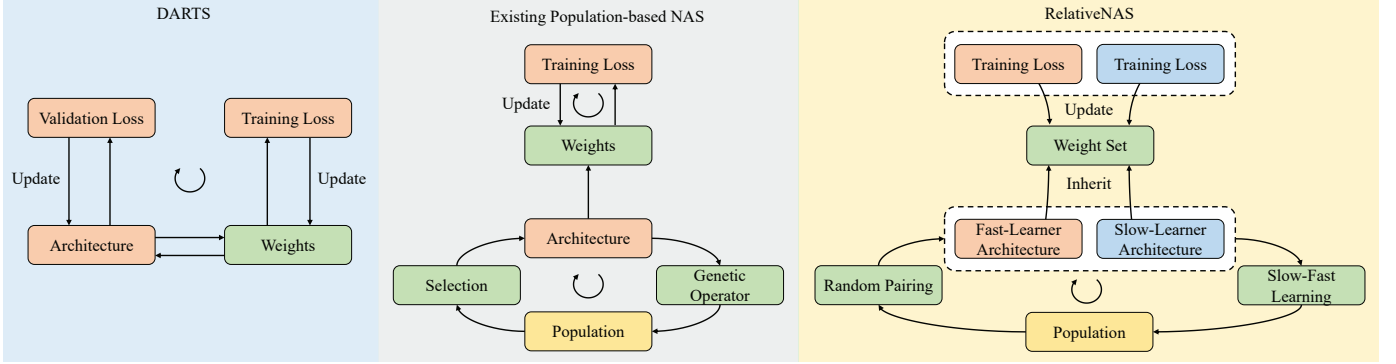 DARTS
Validation Loss
Training Loss
Update
Update
Architecture
Weights
Existing Population-based NAS
Training Loss
Update
Weights
Architecture
Selection
Genetic
Operator
Population
RelativeNAS
Training Loss
Training Loss
Update
Weight Set
Inherit
Fast-Learner
Architecture
Slow-Learner
Architecture
Random Pairing
Slow-Fast
Learning
Population